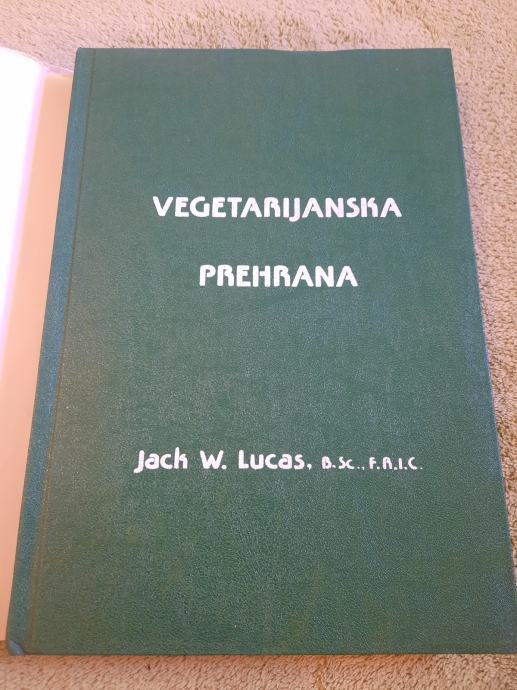 VEGETARIJANSKA
PREHRANA
Jack W. Lucas, B.Sc., F.R.I.C.